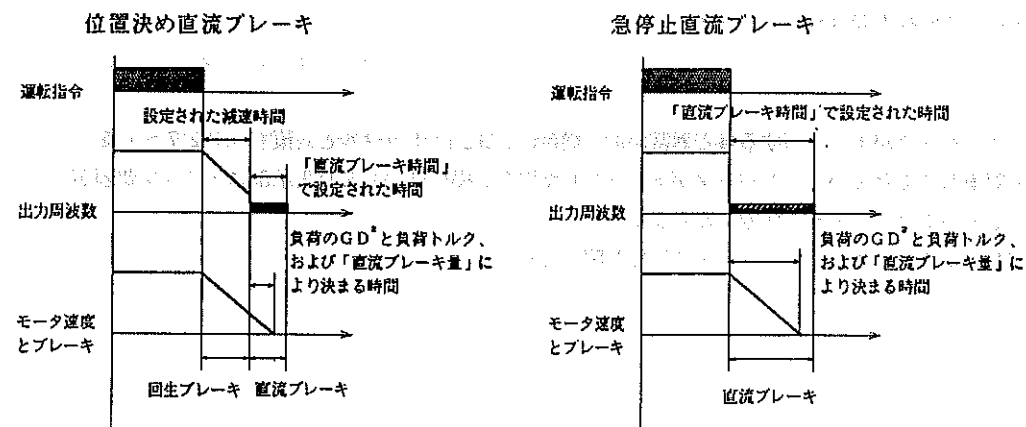 位置決め直流ブレーキ
運転指令
設定された減速時間
「直流ブレーキ時間」
で設定された時間
出力周波数
負荷のGD²と負荷トルク、
および「直流ブレーキ量」に
より決まる時間
モータ速度
とブレーキ
回生ブレーキ
直流ブレーキ
急停止直流ブレーキ
運転指令
「直流ブレーキ時間」で設定された時間
出力周波数
負荷のGD²と負荷トルク、
および「直流ブレーキ量」に
より決まる時間
モータ速度
とブレーキ
直流ブレーキ